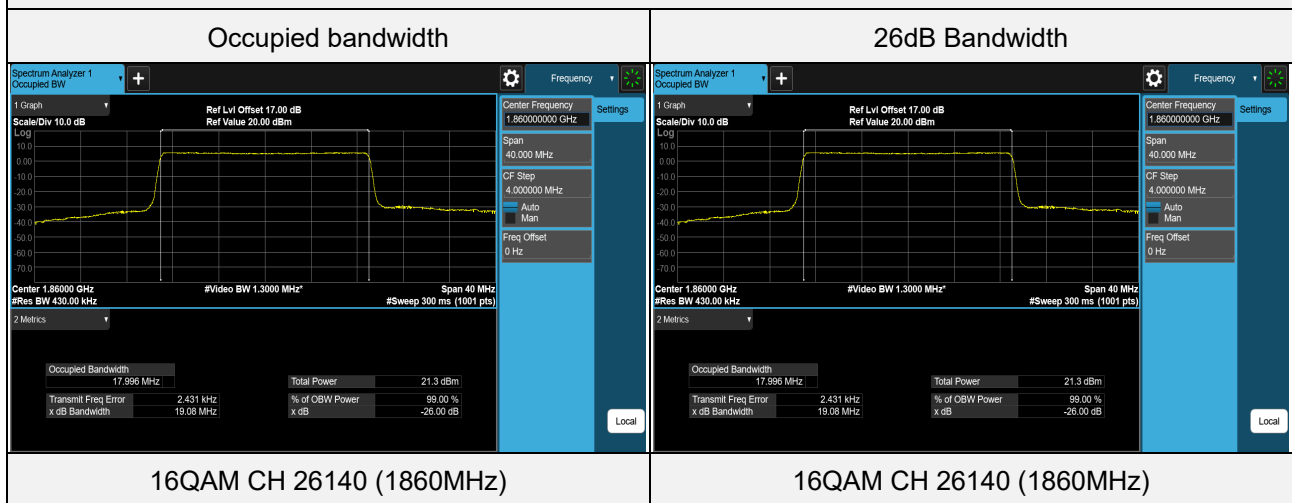 Occupied bandwidth
26dB Bandwidth
Spectrum Analyzer 1
Occupied BW
+
Frequency
1 Graph
Scale/Div 10.0 dB
Ref Lvl Offset 17.00 dB
Ref Value 20.00 dBm
Log
10.0
0.00
-10.0
-20.0
-30.0
-40.0
-50.0
-60.0
-70.0
Center 1.86000 GHz
#Res BW 430.00 kHz
#Video BW 1.3000 MHz*
Span 40 MHz
#Sweep 300 ms (1001 pts)
Center Frequency
1.860000000 GHz
Settings
Span
40.000 MHz
CF Step
4.000000 MHz
Auto
Man
Freq Offset
0 Hz
2 Metrics
Occupied Bandwidth
17.996 MHz
Total Power 21.3 dBm
Transmit Freq Error 2.431 kHz
% of OBW Power 99.00 %
x dB Bandwidth 19.08 MHz
x dB -26.00 dB
Local
Spectrum Analyzer 1
Occupied BW
+
Frequency
1 Graph
Scale/Div 10.0 dB
Ref Lvl Offset 17.00 dB
Ref Value 20.00 dBm
Log
10.0
0.00
-10.0
-20.0
-30.0
-40.0
-50.0
-60.0
-70.0
Center 1.86000 GHz
#Res BW 430.00 kHz
#Video BW 1.3000 MHz*
Span 40 MHz
#Sweep 300 ms (1001 pts)
Center Frequency
1.860000000 GHz
Settings
Span
40.000 MHz
CF Step
4.000000 MHz
Auto
Man
Freq Offset
0 Hz
2 Metrics
Occupied Bandwidth
17.996 MHz
Total Power 21.3 dBm
Transmit Freq Error 2.431 kHz
% of OBW Power 99.00 %
x dB Bandwidth 19.08 MHz
x dB -26.00 dB
Local
16QAM CH 26140 (1860MHz)
16QAM CH 26140 (1860MHz)